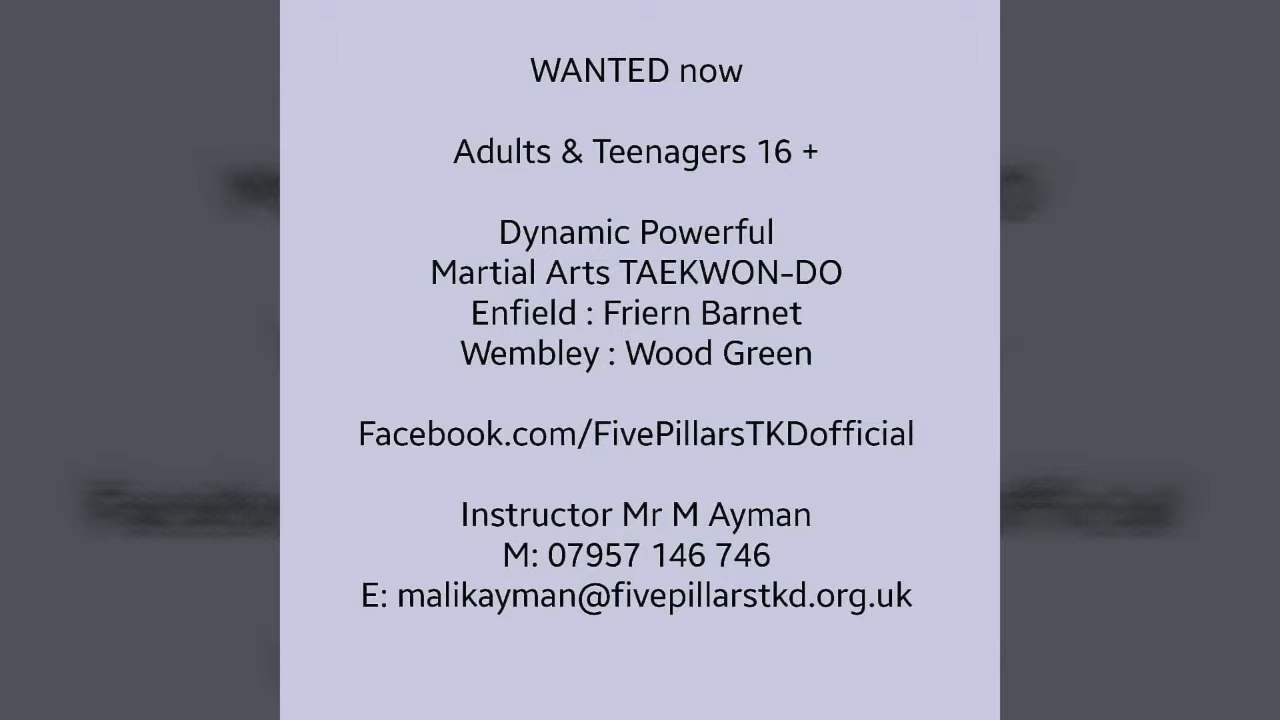 WANTED now
Adults & Teenagers 16 +
Dynamic Powerful
Martial Arts TAEKWON-DO
Enfield : Friern Barnet
Wembley : Wood Green
Facebook.com/FivePillarsTKDofficial
Instructor Mr M Ayman
M: 07957 146 746
E: malikayman@fivepillarstkd.org.uk